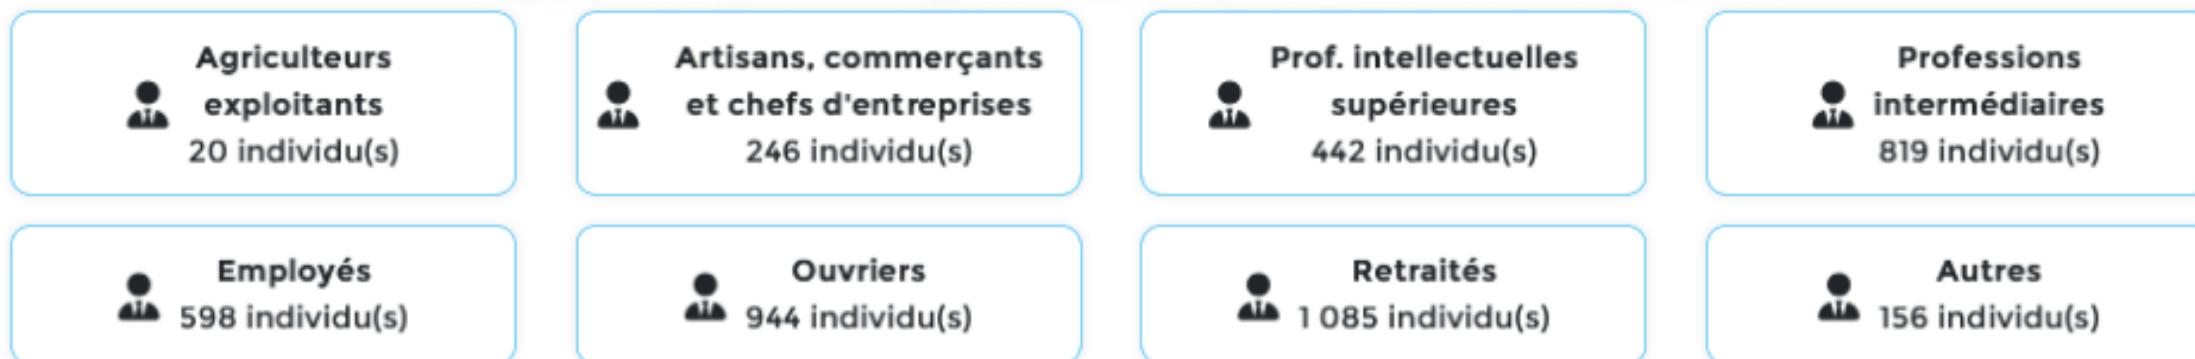 Agriculteurs
exploitants
20 individu(s)
Artisans, commerçants
et chefs d'entreprises
246 individu(s)
Prof. intellectuelles
supérieures
442 individu(s)
Professions
intermédiaires
819 individu(s)
Employés
598 individu(s)
Ouvriers
944 individu(s)
Retraités
1 085 individu(s)
Autres
156 individu(s)